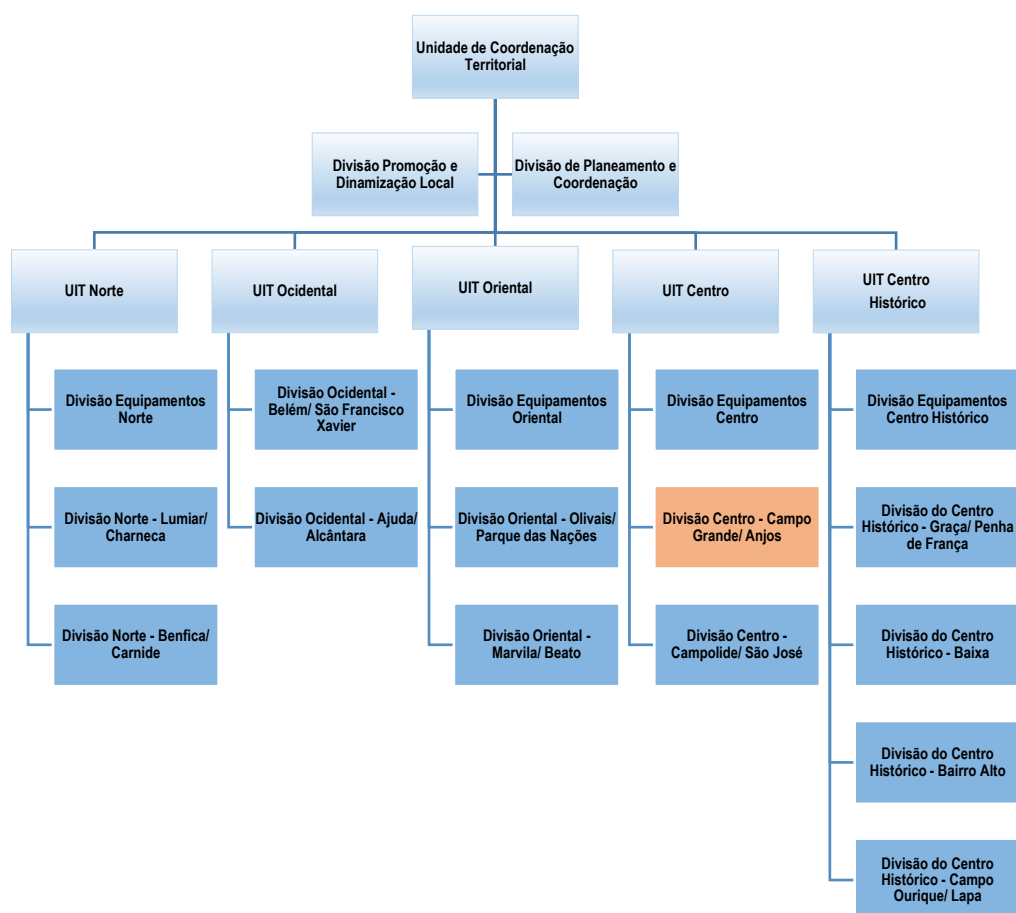 Unidade de Coordenação
Territorial
Divisão Promoção e
Dinamização Local
Divisão de Planeamento e
Coordenação
UIT Norte
UIT Ocidental
UIT Oriental
UIT Centro
UIT Centro
Histórico
Divisão Equipamentos
Norte
Divisão Ocidental -
Belém/ São Francisco
Xavier
Divisão Equipamentos
Oriental
Divisão Equipamentos
Centro
Divisão Equipamentos
Centro Histórico
Divisão Norte - Lumiar/
Charneca
Divisão Ocidental - Ajuda/
Alcântara
Divisão Oriental - Olivais/
Parque das Nações
Divisão Centro - Campo
Grande/ Anjos
Divisão do Centro
Histórico - Graça/ Penha
de França
Divisão Norte - Benfica/
Carnide
Divisão Oriental -
Marvila/ Beato
Divisão Centro -
Campolide/ São José
Divisão do Centro
Histórico - Baixa
Divisão do Centro
Histórico - Bairro Alto
Divisão do Centro
Histórico - Campo
Ourique/ Lapa